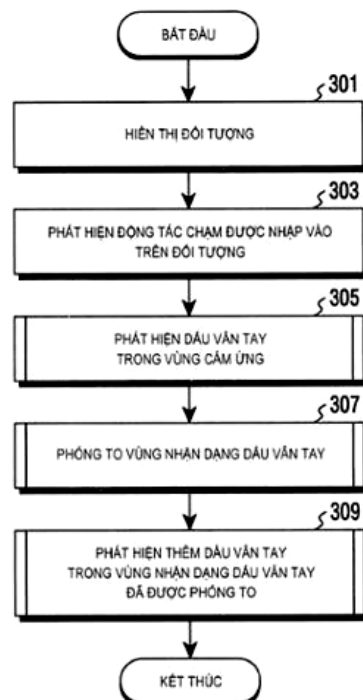 BẮT ĐẦU
301
HIỂN THỊ ĐỐI TƯỢNG
303
PHÁT HIỆN ĐỘNG TÁC CHẠM ĐƯỢC NHẬP VÀO
TRÊN ĐỐI TƯỢNG
305
PHÁT HIỆN DẤU VÂN TAY
TRONG VÙNG CẢM ỨNG
307
PHÓNG TO VÙNG NHẬN DẠNG DẤU VÂN TAY
309
PHÁT HIỆN THÊM DẤU VÂN TAY
TRONG VÙNG NHẬN DẠNG DẤU VÂN TAY
ĐÃ ĐƯỢC PHÓNG TO
KẾT THÚC